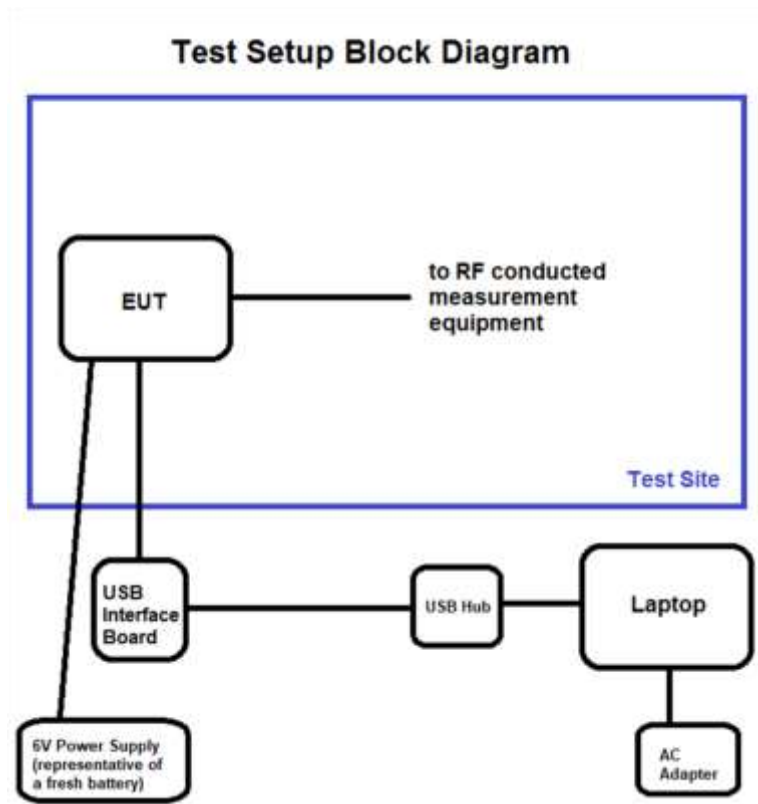 Test Setup Block Diagram
EUT
to RF conducted
measurement
equipment
Test Site
USB
Interface
Board
USB Hub
Laptop
6V Power Supply
(representative of
a fresh battery)
AC
Adapter